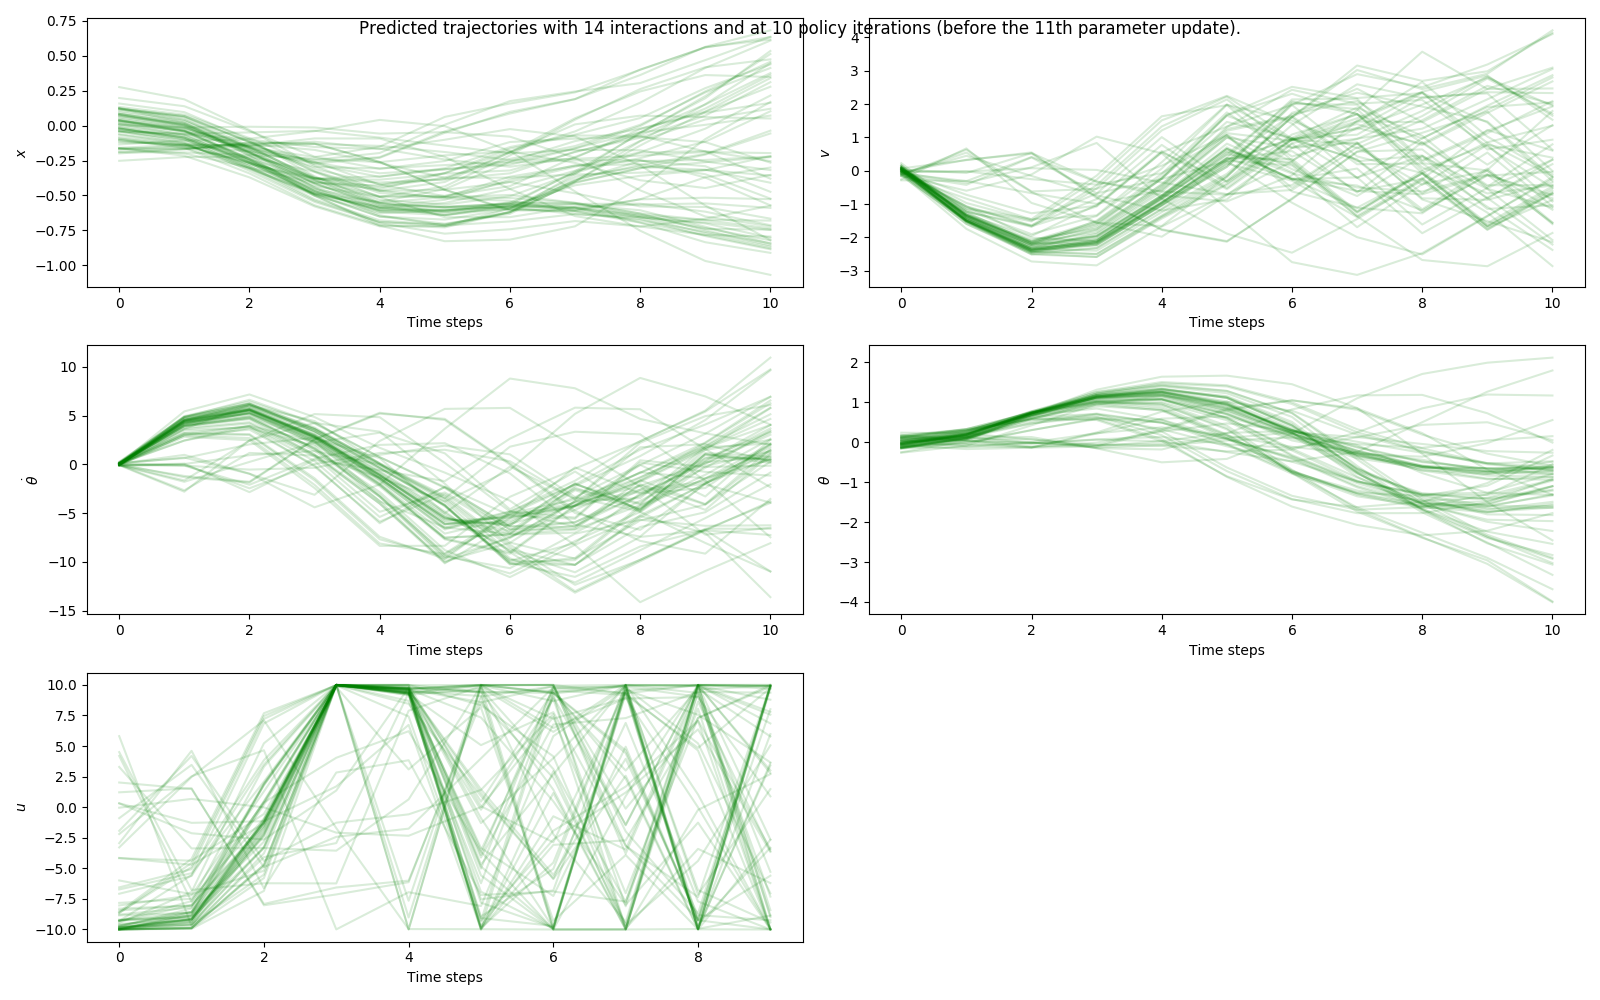 Predicted trajectories with 14 interactions and at 10 policy iterations (before the 11th parameter update).
0.75
0.50
0.25
0.00
−0.25
−0.50
−0.75
−1.00
x
0 2 4 6 8 10
Time steps
4
3
2
1
0
−1
−2
−3
v
0 2 4 6 8 10
Time steps
10
5
0
−5
−10
−15
θ̇
0 2 4 6 8 10
Time steps
2
1
0
−1
−2
−3
−4
θ
0 2 4 6 8 10
Time steps
10.0
7.5
5.0
2.5
0.0
−2.5
−5.0
−7.5
−10.0
u
0 2 4 6 8
Time steps